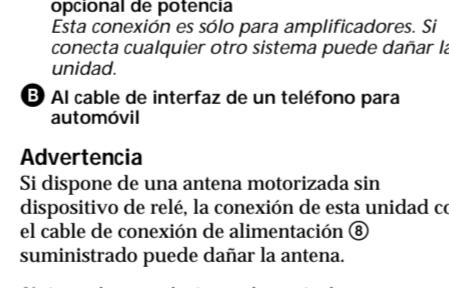 opcional de potencia
Esta conexión es sólo para amplificadores. Si
conecta cualquier otro sistema puede dañar la
unidad.
B Al cable de interfaz de un teléfono para
automóvil
Advertencia
Si dispone de una antena motorizada sin
dispositivo de relé, la conexión de esta unidad
el cable de conexión de alimentación ⑧
suministrado puede dañar la antena.